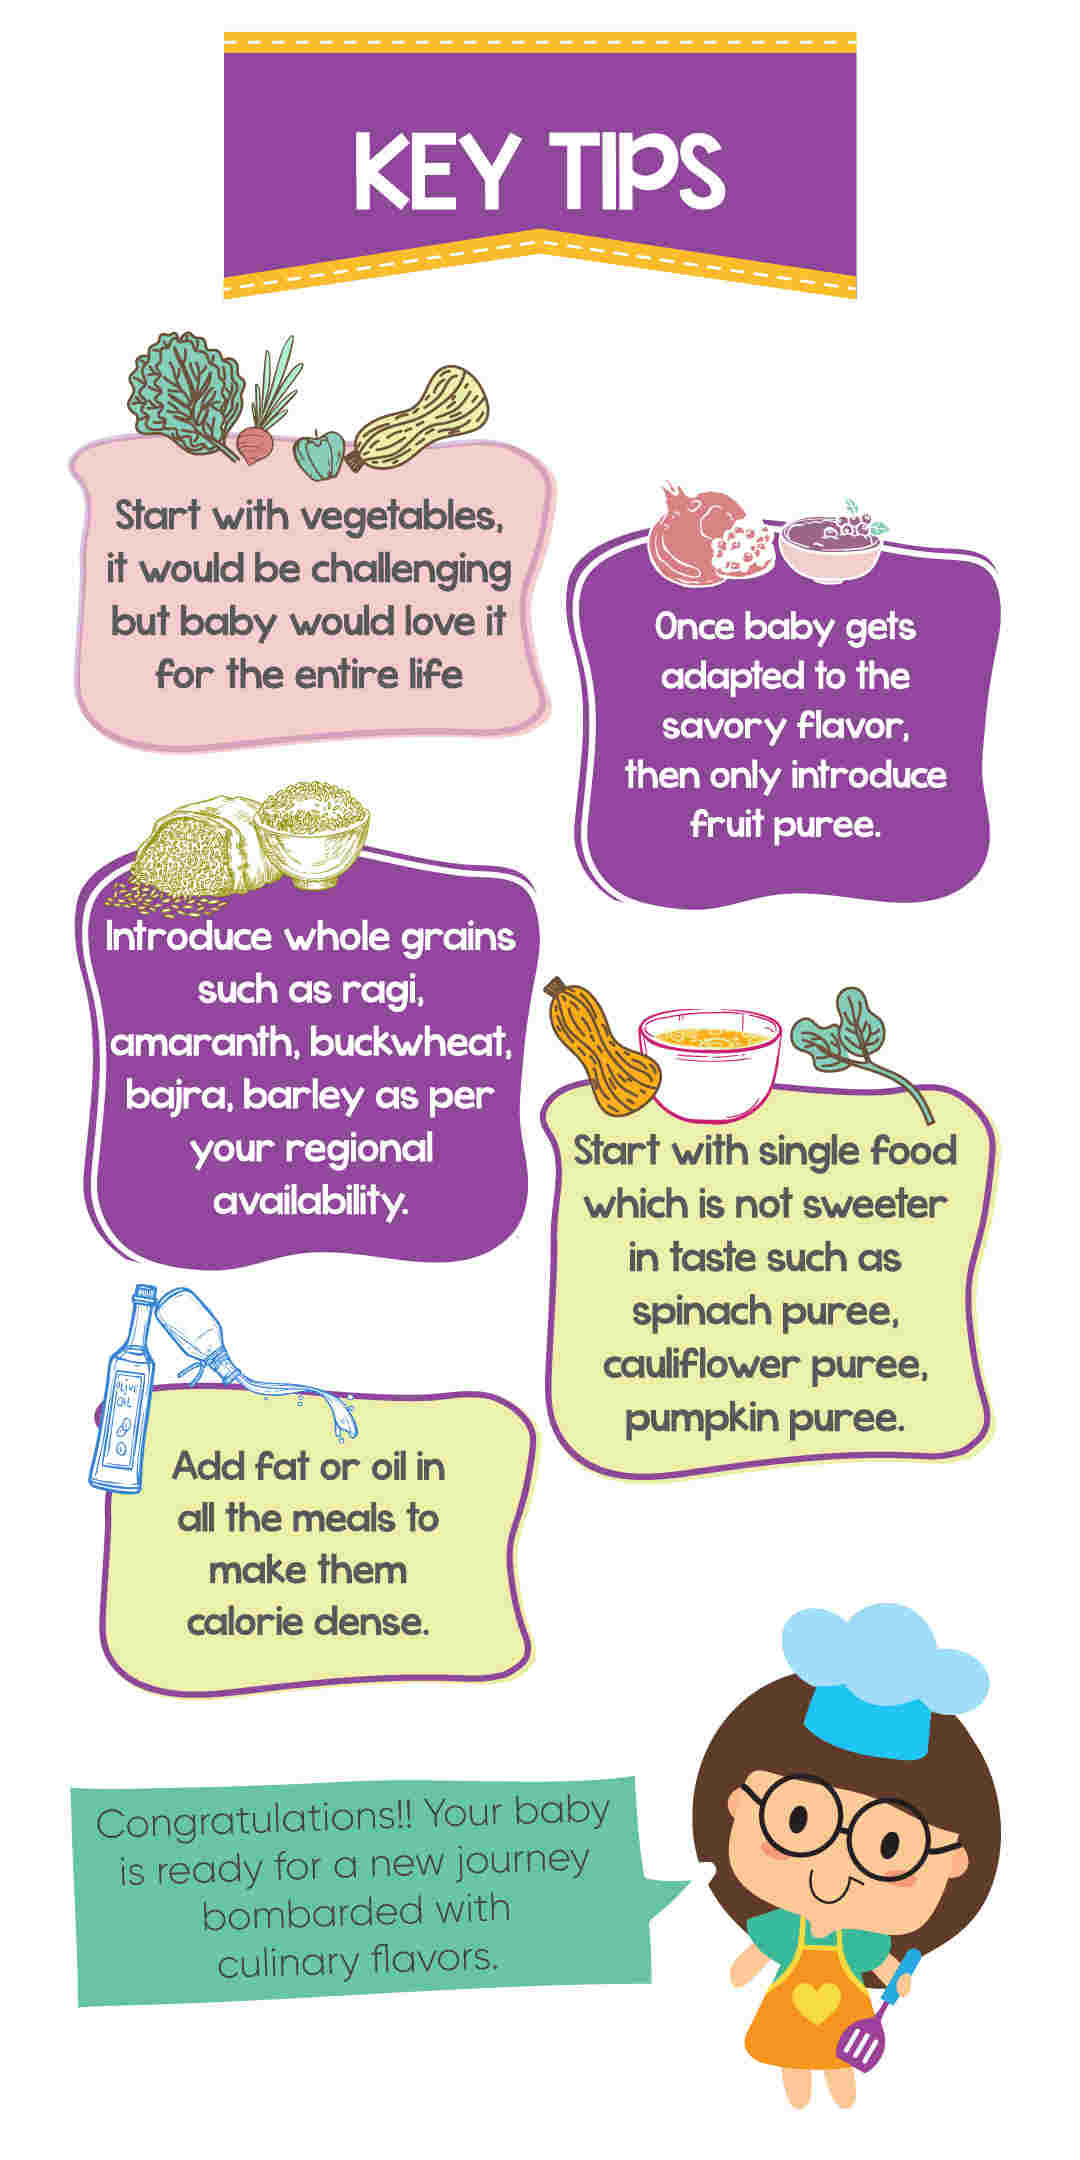 KEY TIPS
Start with vegetables,
it would be challenging
but baby would love it
for the entire life
Once baby gets
adapted to the
savory flavor,
then only introduce
fruit puree.
Introduce whole grains
such as ragi,
amaranth, buckwheat,
bajra, barley as per
your regional
availability.
Start with single food
which is not sweeter
in taste such as
spinach puree,
cauliflower puree,
pumpkin puree.
OLIVE
OIL
Add fat or oil in
all the meals to
make them
calorie dense.
Congratulations!! Your baby
is ready for a new journey
bombarded with
culinary flavors.